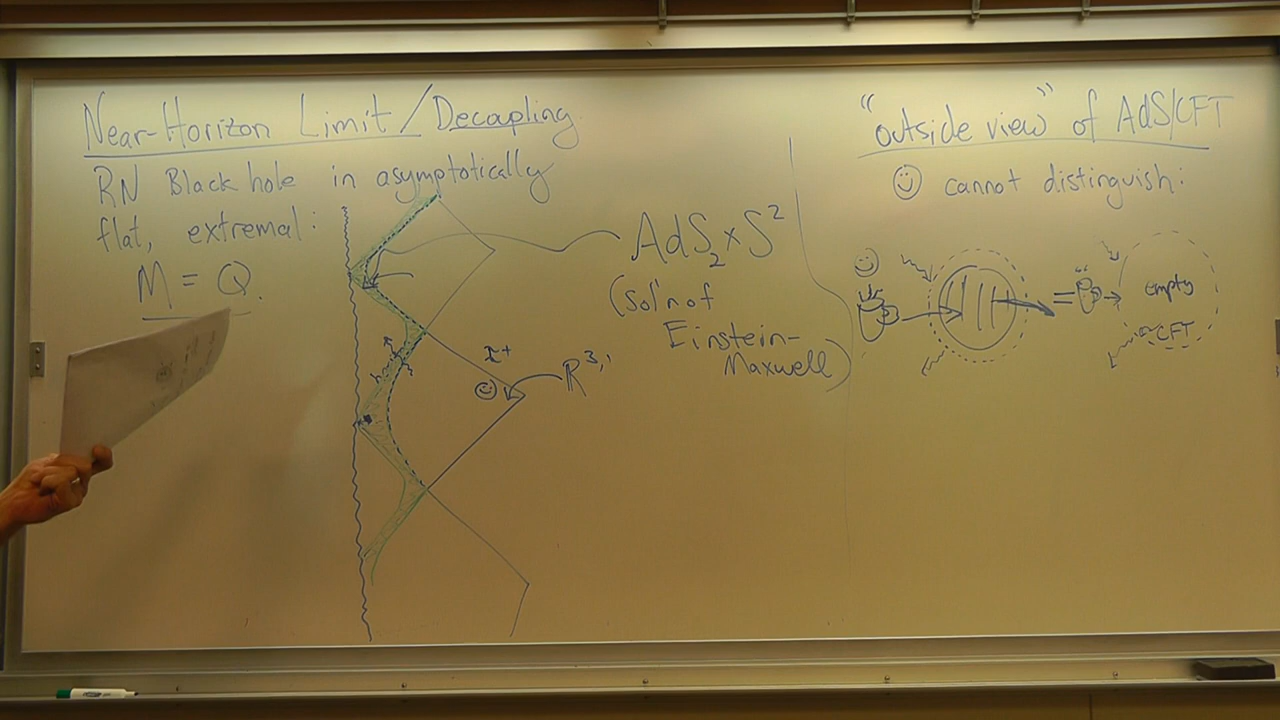 Near-Horizon Limit/Decoupling
RN Black hole in asymptotically
flat, extremal:
M = Q.
AdS₂×S²
(sol'n of
Einstein-
Maxwell)
I⁺
R³,¹
"outside view" of AdS/CFT
☺ cannot distinguish:
=
empty
CFT